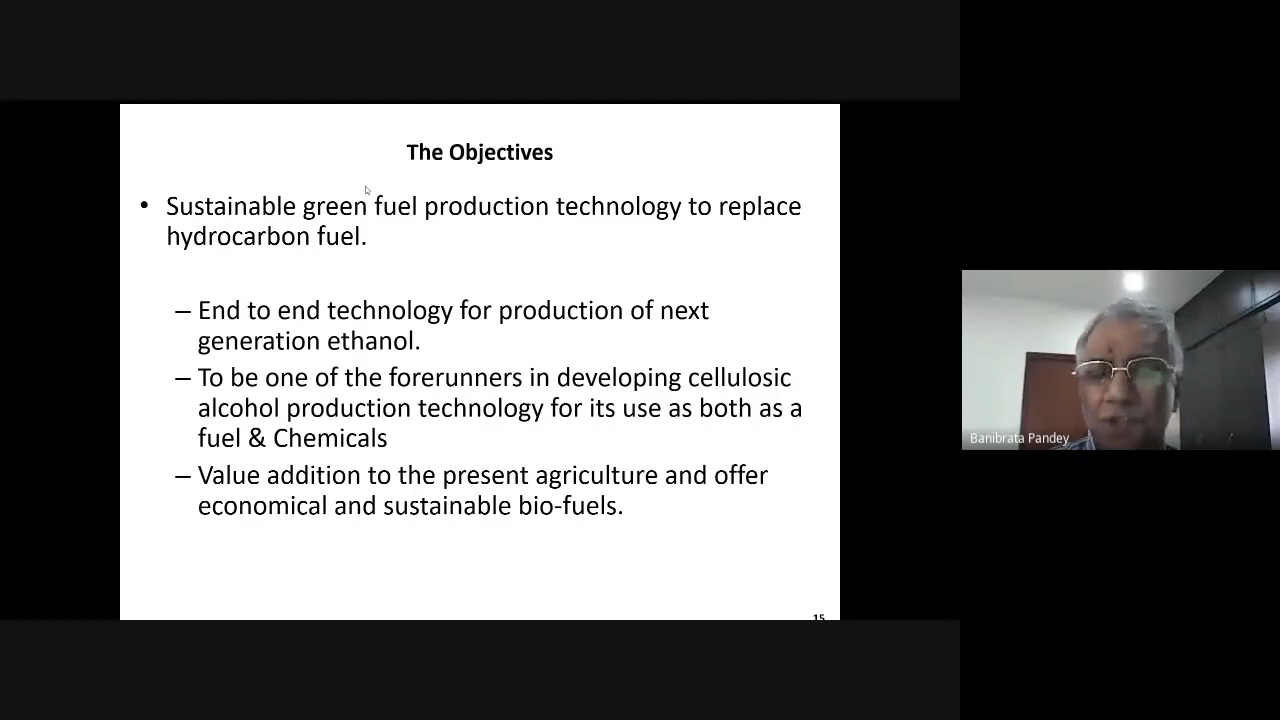 The Objectives
• Sustainable green fuel production technology to replace
hydrocarbon fuel.
– End to end technology for production of next
generation ethanol.
– To be one of the forerunners in developing cellulosic
alcohol production technology for its use as both as a
fuel & Chemicals
– Value addition to the present agriculture and offer
economical and sustainable bio-fuels.
15
Banibrata Pandey